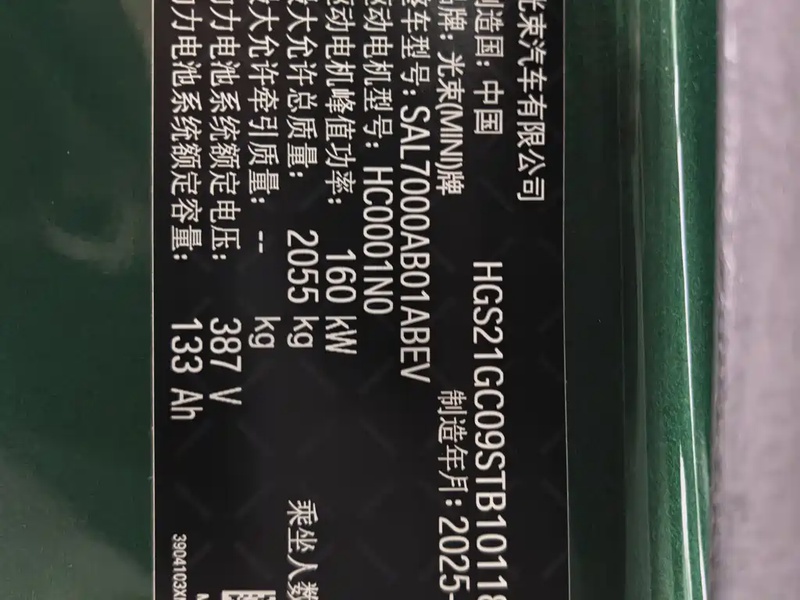 光束汽车有限公司
制造国: 中国 HGS21GC09STB10118
品牌: 光束(MINI)牌 制造年月: 2025-
整车型号: SAL7000AB01ABEV
驱动电机型号: HC0001N0
驱动电机峰值功率: 160 kW
最大允许总质量: 2055 kg 乘坐人数
最大允许牵引质量: -- kg
动力电池系统额定电压: 387 V
动力电池系统额定容量: 133 Ah
3904103X